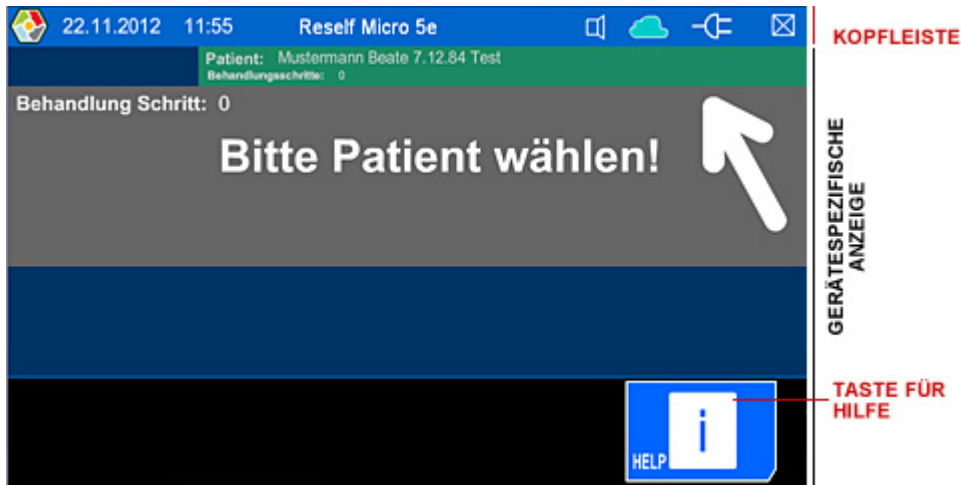 22.11.2012 11:55 Reself Micro 5e
KOPFLEISTE
Patient: Mustermann Beate 7.12.84 Test
Behandlungsschritte: 0
Behandlung Schritt: 0
Bitte Patient wählen!
GERÄTESPEZIFISCHE
ANZEIGE
TASTE FÜR
HILFE
i
HELP